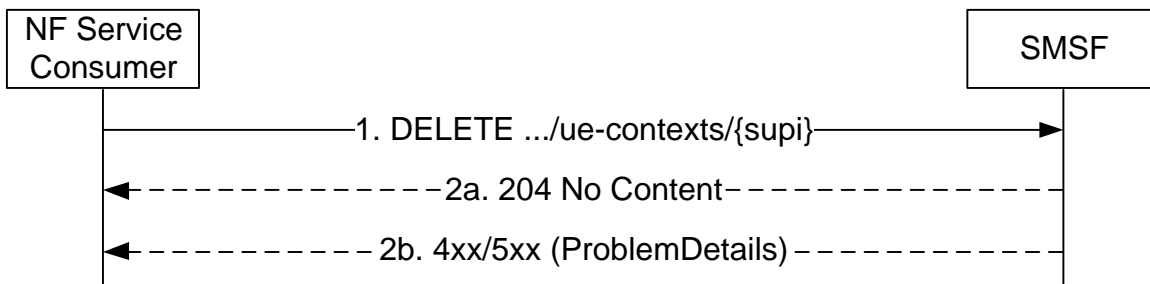 NF Service
Consumer
SMSF
1. DELETE .../ue-contexts/{supi}
2a. 204 No Content
2b. 4xx/5xx (ProblemDetails)